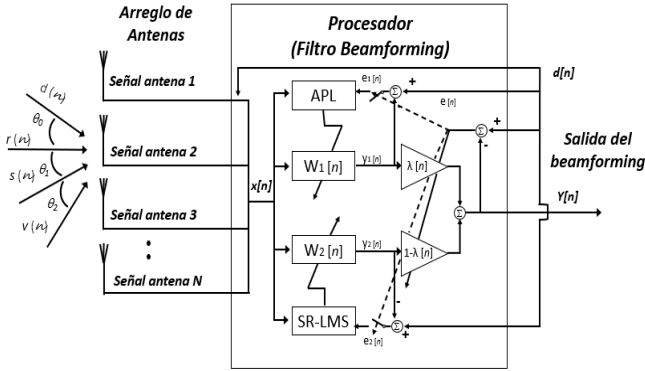 Arreglo de
Antenas
Procesador
(Filtro Beamforming)
Señal antena 1
Señal antena 2
Señal antena 3
Señal antena N
d (n)
θ0
r (n)
θ1
s (n)
θ2
v (n)
x[n]
APL
e1 [n]
Σ
+
d[n]
e[n]
W1 [n]
y1[n]
λ [n]
Σ
+
-
Salida del
beamforming
Σ
Y[n]
W2 [n]
y2[n]
1-λ [n]
SR-LMS
e2 [n]
Σ
-
+